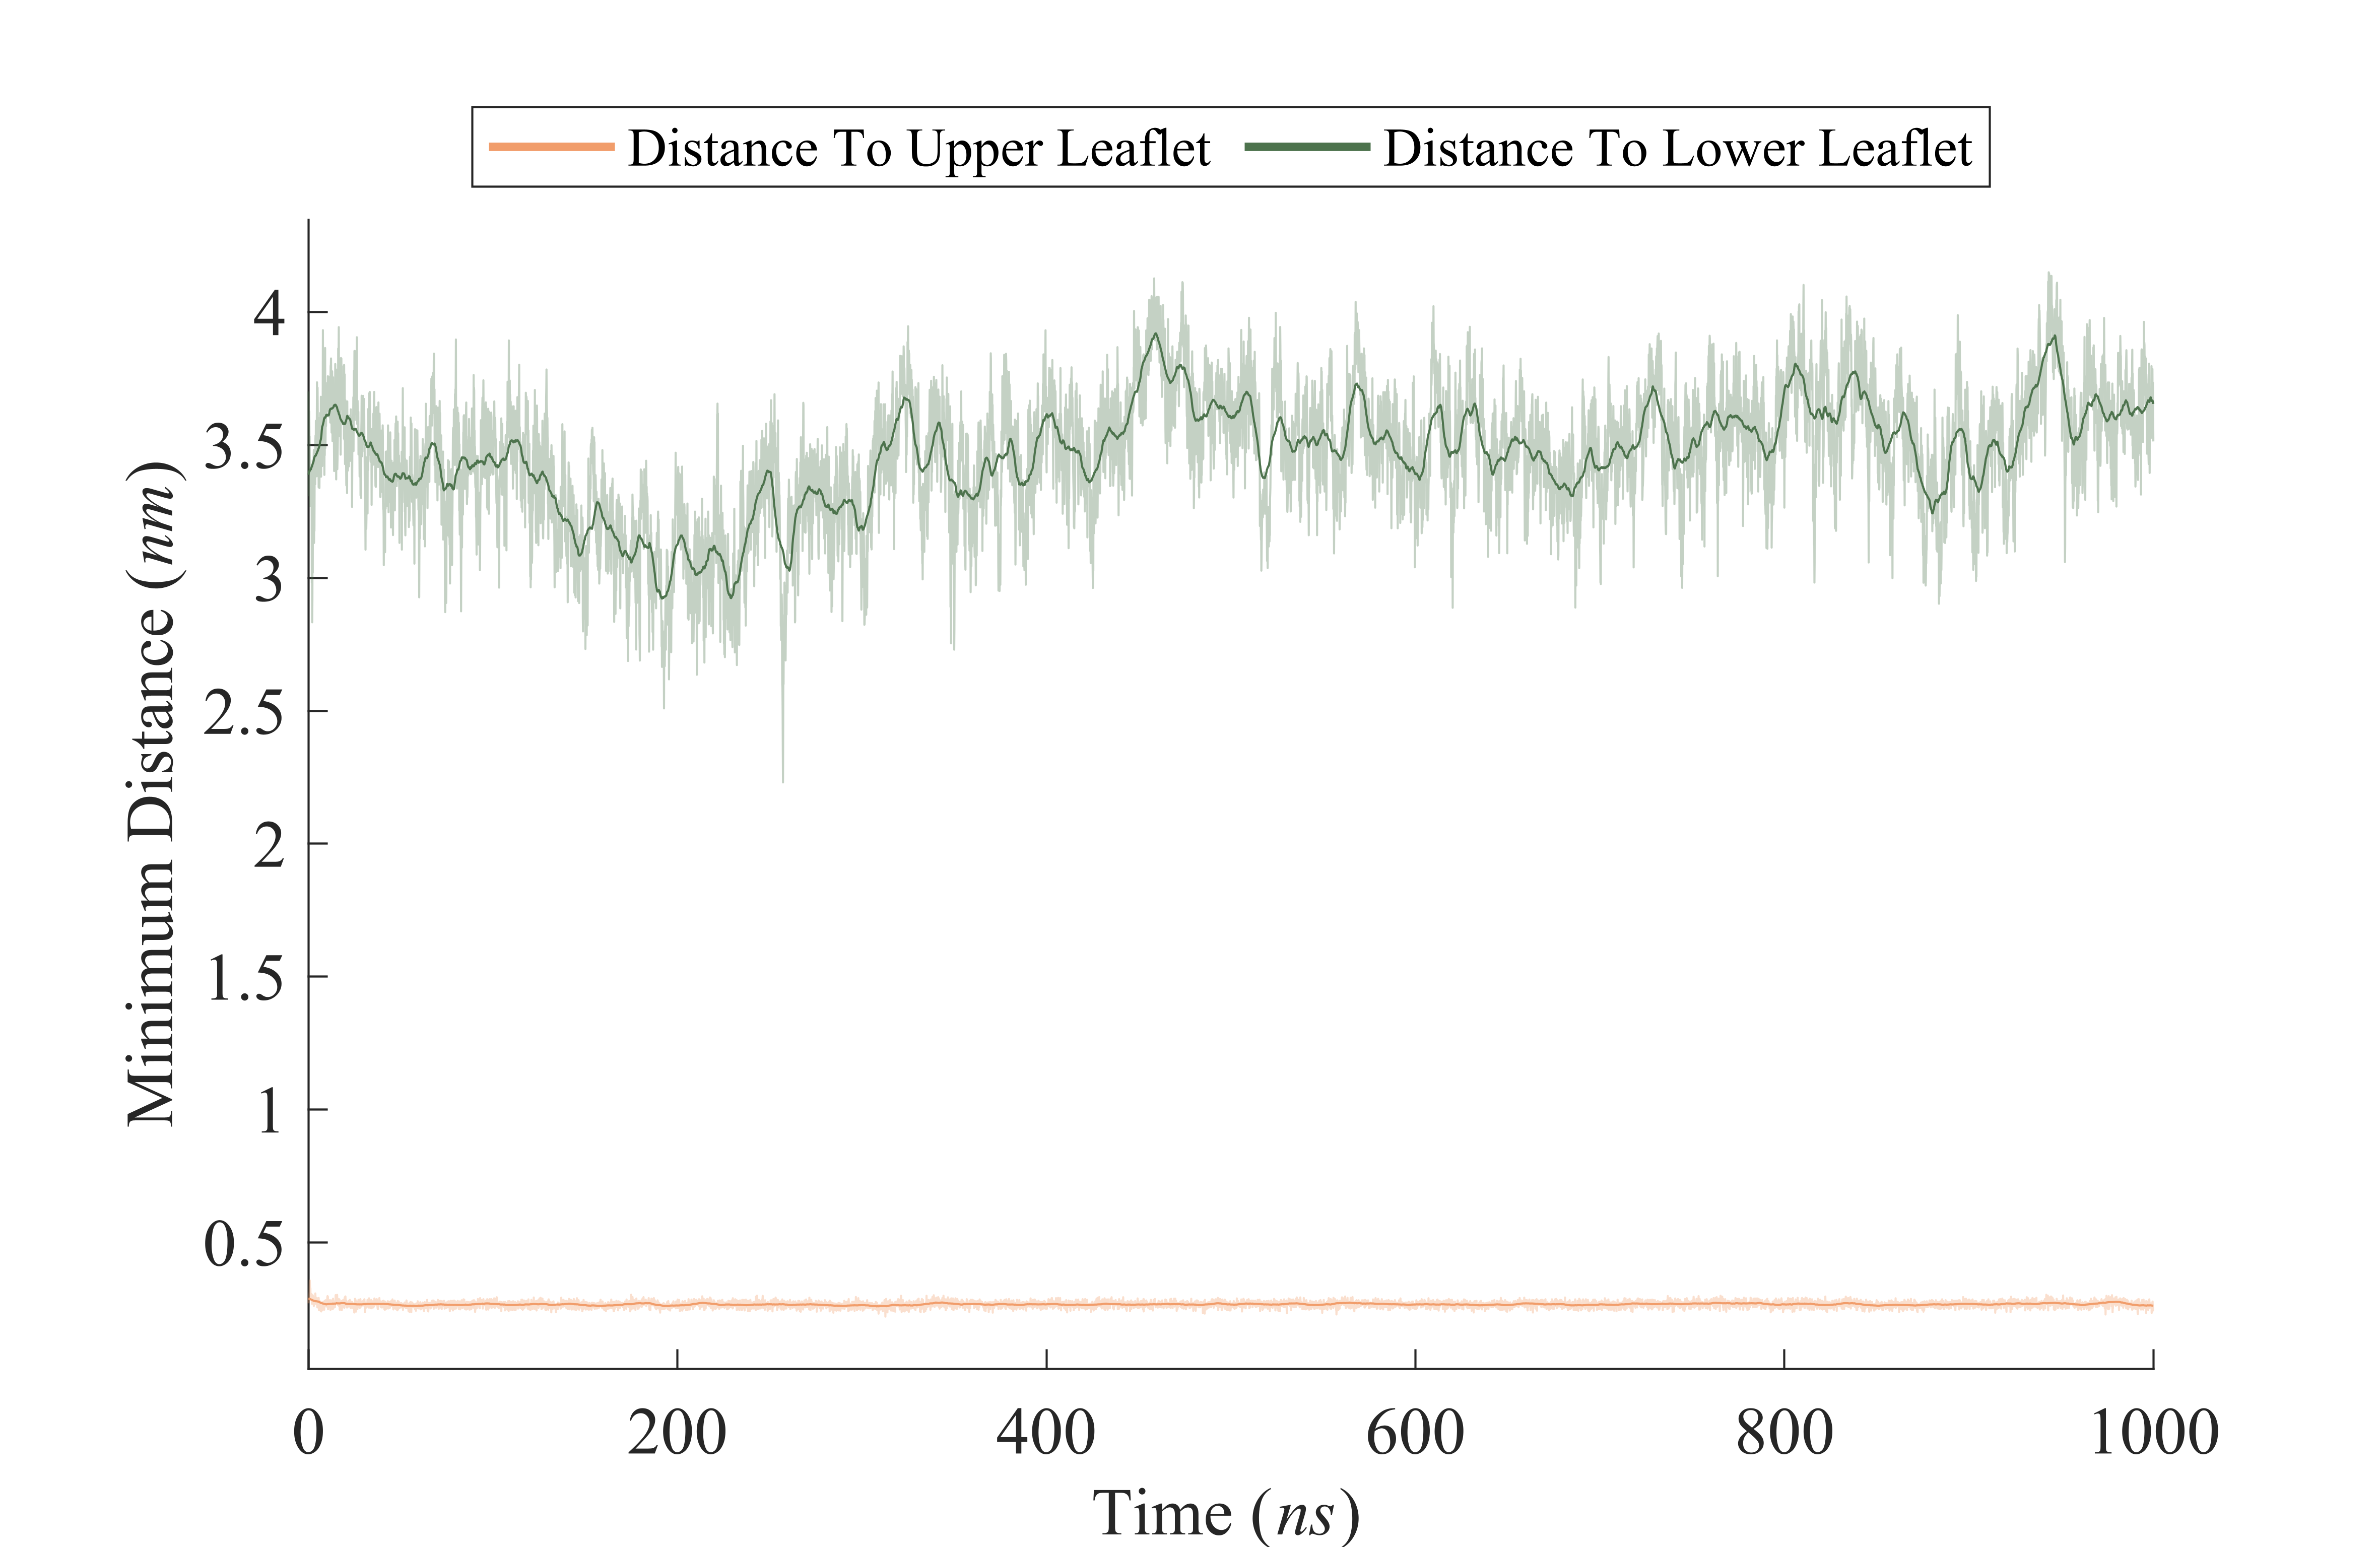 Distance To Upper Leaflet Distance To Lower Leaflet
4
3.5
3
2.5
2
1.5
1
0.5
Minimum Distance (nm)
0 200 400 600 800 1000
Time (ns)